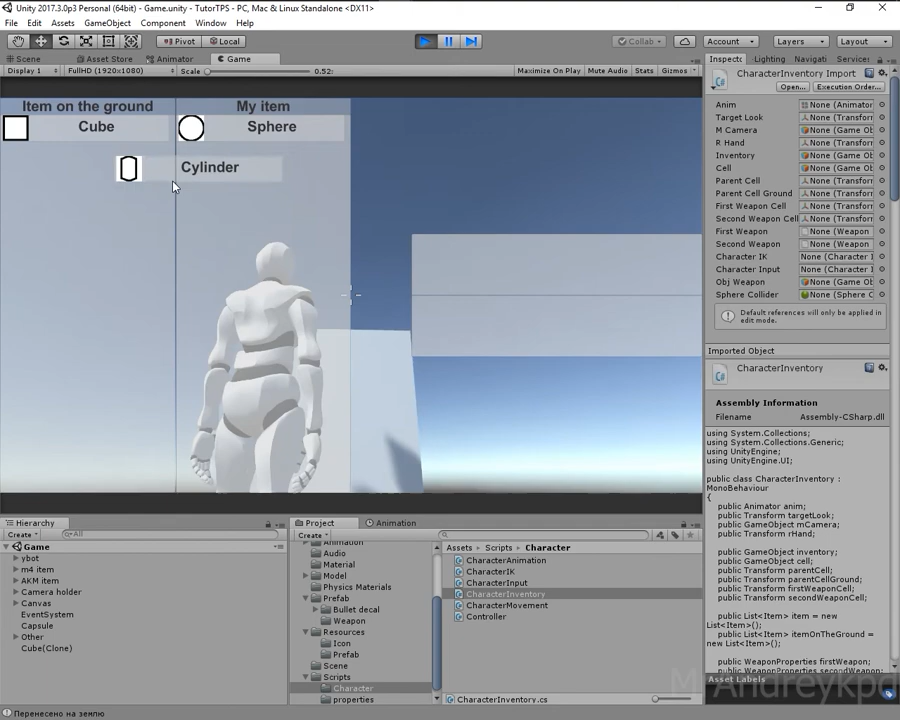 Unity 2017.3.0p3 Personal (64bit) - Game.unity - TutorTPS - PC, Mac & Linux Standalone <DX11>
File Edit Assets GameObject Component Window Help
Pivot Local Collab Account Layers Layout
Scene Asset Store Animator Game
Display 1 FullHD (1920x1080) Scale 0.52: Maximize On Play Mute Audio Stats Gizmos
Item on the ground My item
Cube Sphere
Cylinder
Inspecto Lighting Navigati Services
CharacterInventory Import
Open... Execution Order...
Anim None (Animator
Target Look None (Transform
M Camera None (Game Ob
R Hand None (Transform
Inventory None (Game Ob
Cell None (Game Ob
Parent Cell None (Transform
Parent Cell Ground None (Transform
First Weapon Cell None (Transform
Second Weapon Cell None (Transform
First Weapon None (Weapon
Second Weapon None (Weapon
Character IK None (Character I
Character Input None (Character I
Obj Weapon None (Game Ob
Sphere Collider None (Sphere C
Default references will only be applied in
edit mode.
Imported Object
CharacterInventory
Assembly Information
Filename Assembly-CSharp.dll
using System.Collections;
using System.Collections.Generic;
using UnityEngine;
using UnityEngine.UI;
public class CharacterInventory :
MonoBehaviour
{
public Animator anim;
public Transform targetLook;
public GameObject mCamera;
public Transform rHand;
public GameObject inventory;
public GameObject cell;
public Transform parentCell;
public Transform parentCellGround;
public Transform firstWeaponCell;
public Transform secondWeaponCell;
public List<Item> item = new
List<Item>();
public List<Item> itemOnTheGround =
new List<Item>();
public WeaponProperties firstWeapon;
Asset Labels
Hierarchy
Create All
Game
ybot
m4 item
AKM item
Camera holder
Canvas
EventSystem
Capsule
Other
Cube(Clone)
Project Animation
Create
Animation
Audio
Material
Model
Physics Materials
Prefab
Bullet decal
Weapon
Resources
Icon
Prefab
Scene
Scripts
Character
properties
Assets Scripts Character
CharacterAnimation
CharacterIK
CharacterInput
CharacterInventory
CharacterMovement
Controller
CharacterInventory.cs
Перенесено на землю